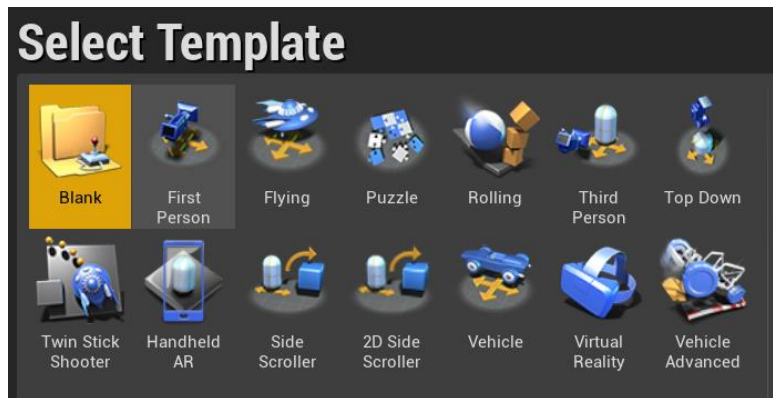 Select Template
Blank
First
Person
Flying
Puzzle
Rolling
Third
Person
Top Down
Twin Stick
Shooter
Handheld
AR
Side
Scroller
2D Side
Scroller
Vehicle
Virtual
Reality
Vehicle
Advanced